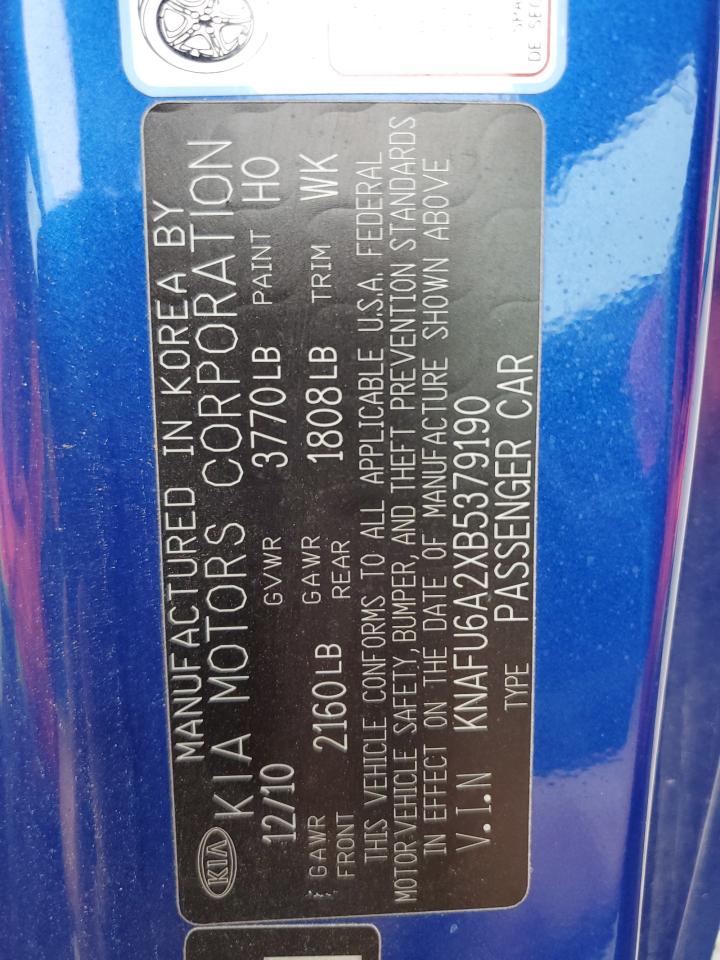 MANUFACTURED IN KOREA BY
KIA KIA MOTORS CORPORATION
12/10 GVWR 3770LB PAINT HO
GAWR FRONT 2160LB GAWR REAR 1808LB TRIM WK
THIS VEHICLE CONFORMS TO ALL APPLICABLE U.S.A. FEDERAL
MOTOR VEHICLE SAFETY, BUMPER, AND THEFT PREVENTION STANDARDS
IN EFFECT ON THE DATE OF MANUFACTURE SHOWN ABOVE
V.I.N KNAFU6A2XB5379190
TYPE PASSENGER CAR